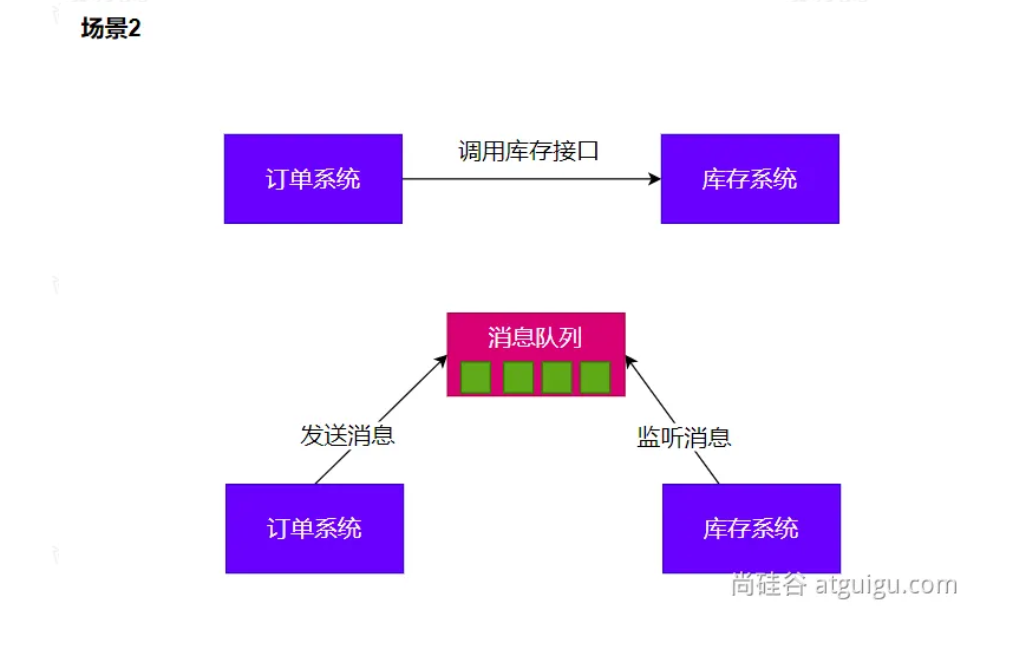 场景2
调用库存接口
订单系统
库存系统
消息队列
发送消息
监听消息
订单系统
库存系统
尚硅谷 atguigu.com